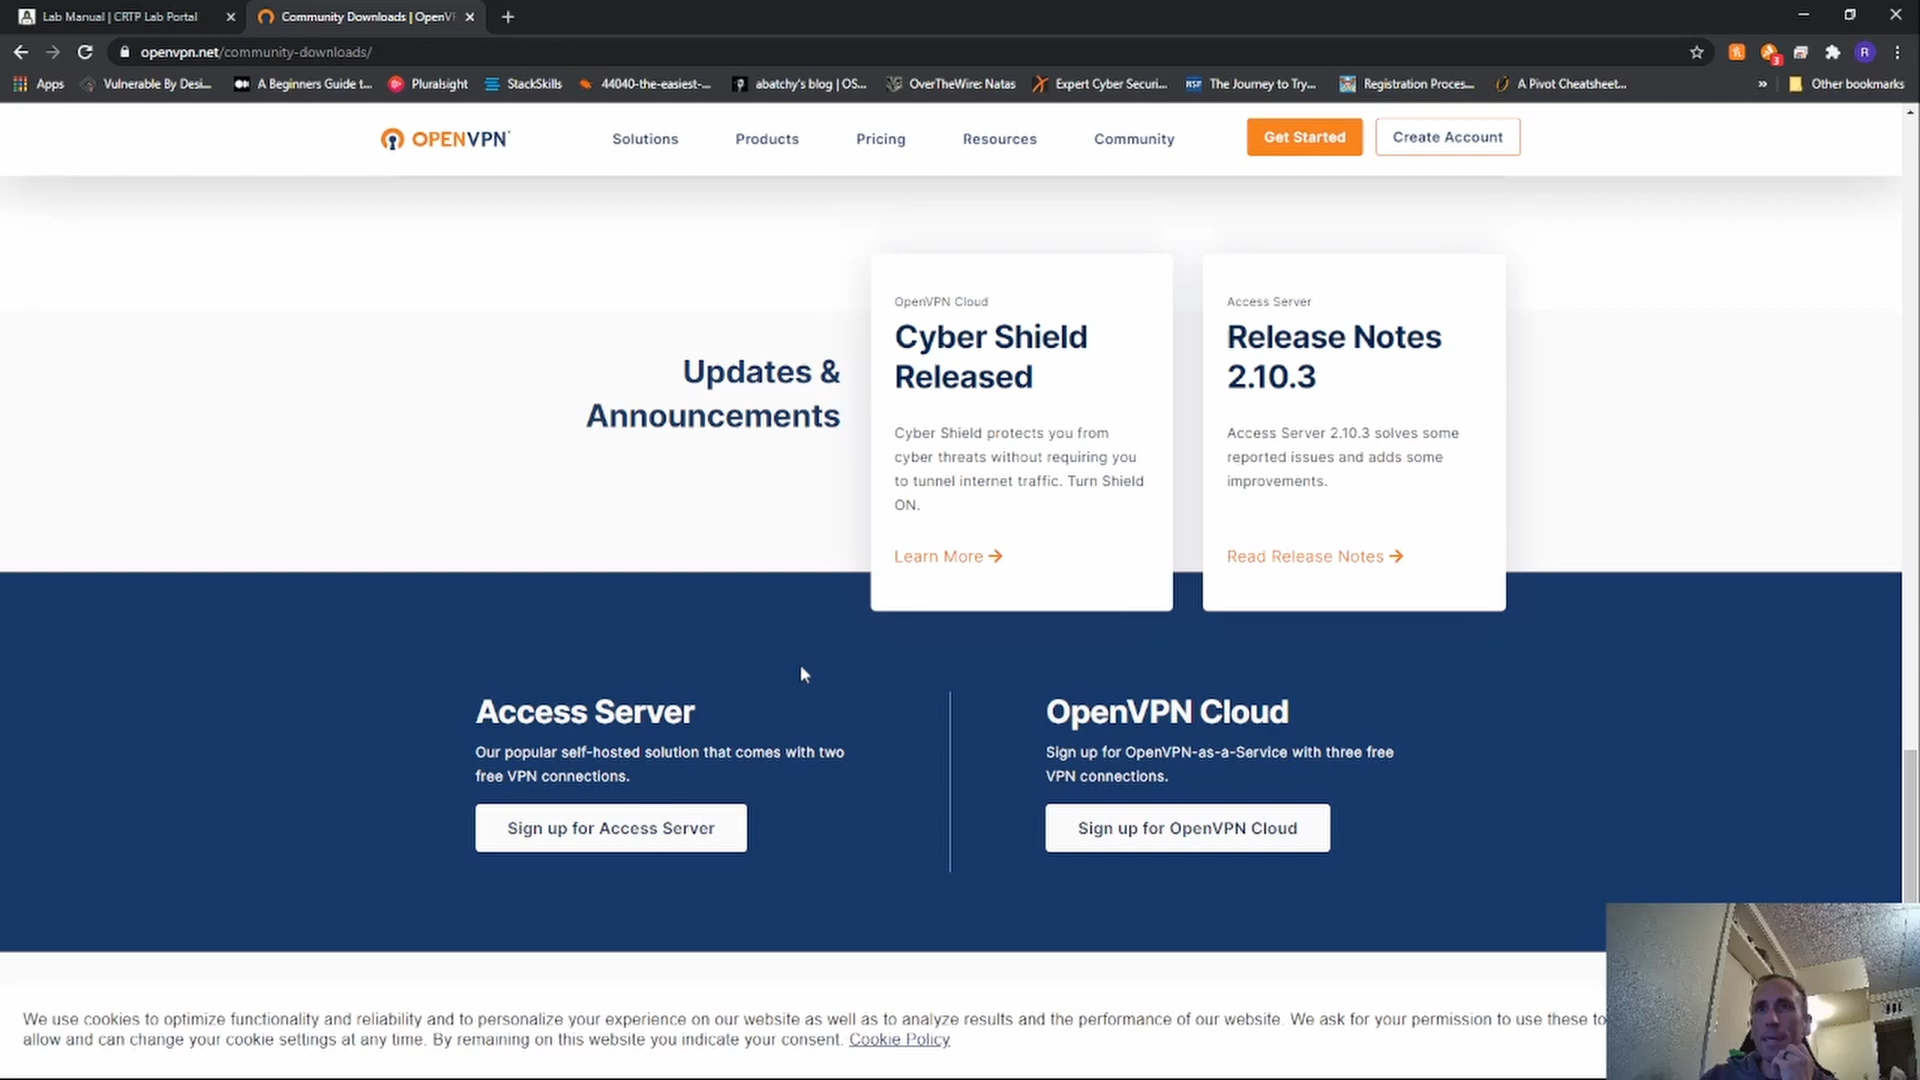 Lab Manual | CRTP Lab Portal
Community Downloads | OpenV
openvpn.net/community-downloads/
3
R
Apps
Vulnerable By Desi...
A Beginners Guide t...
Pluralsight
StackSkills
44040-the-easiest-...
abatchy's blog | OS...
OverTheWire: Natas
Expert Cyber Securi...
The Journey to Try...
Registration Proces...
A Pivot Cheatsheet...
»
Other bookmarks
OPENVPN
Solutions
Products
Pricing
Resources
Community
Get Started
Create Account
Updates &
Announcements
OpenVPN Cloud
Cyber Shield
Released
Cyber Shield protects you from
cyber threats without requiring you
to tunnel internet traffic. Turn Shield
ON.
Learn More
Access Server
Release Notes
2.10.3
Access Server 2.10.3 solves some
reported issues and adds some
improvements.
Read Release Notes
Access Server
Our popular self-hosted solution that comes with two
free VPN connections.
Sign up for Access Server
OpenVPN Cloud
Sign up for OpenVPN-as-a-Service with three free
VPN connections.
Sign up for OpenVPN Cloud
We use cookies to optimize functionality and reliability and to personalize your experience on our website as well as to analyze results and the performance of our website. We ask for your permission to use these to
allow and can change your cookie settings at any time. By remaining on this website you indicate your consent. Cookie Policy